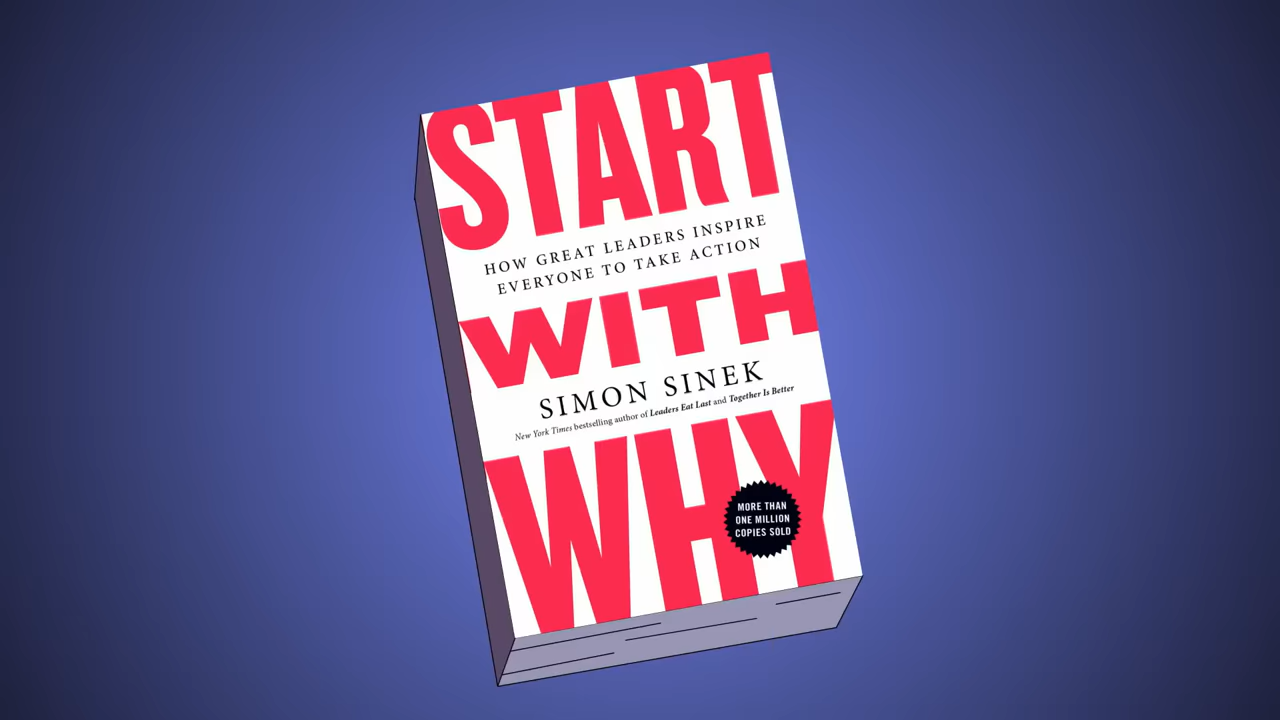 START
HOW GREAT LEADERS INSPIRE
EVERYONE TO TAKE ACTION
WITH
SIMON SINEK
New York Times bestselling author of Leaders Eat Last and Together Is Better
WHY
MORE THAN
ONE MILLION
COPIES SOLD